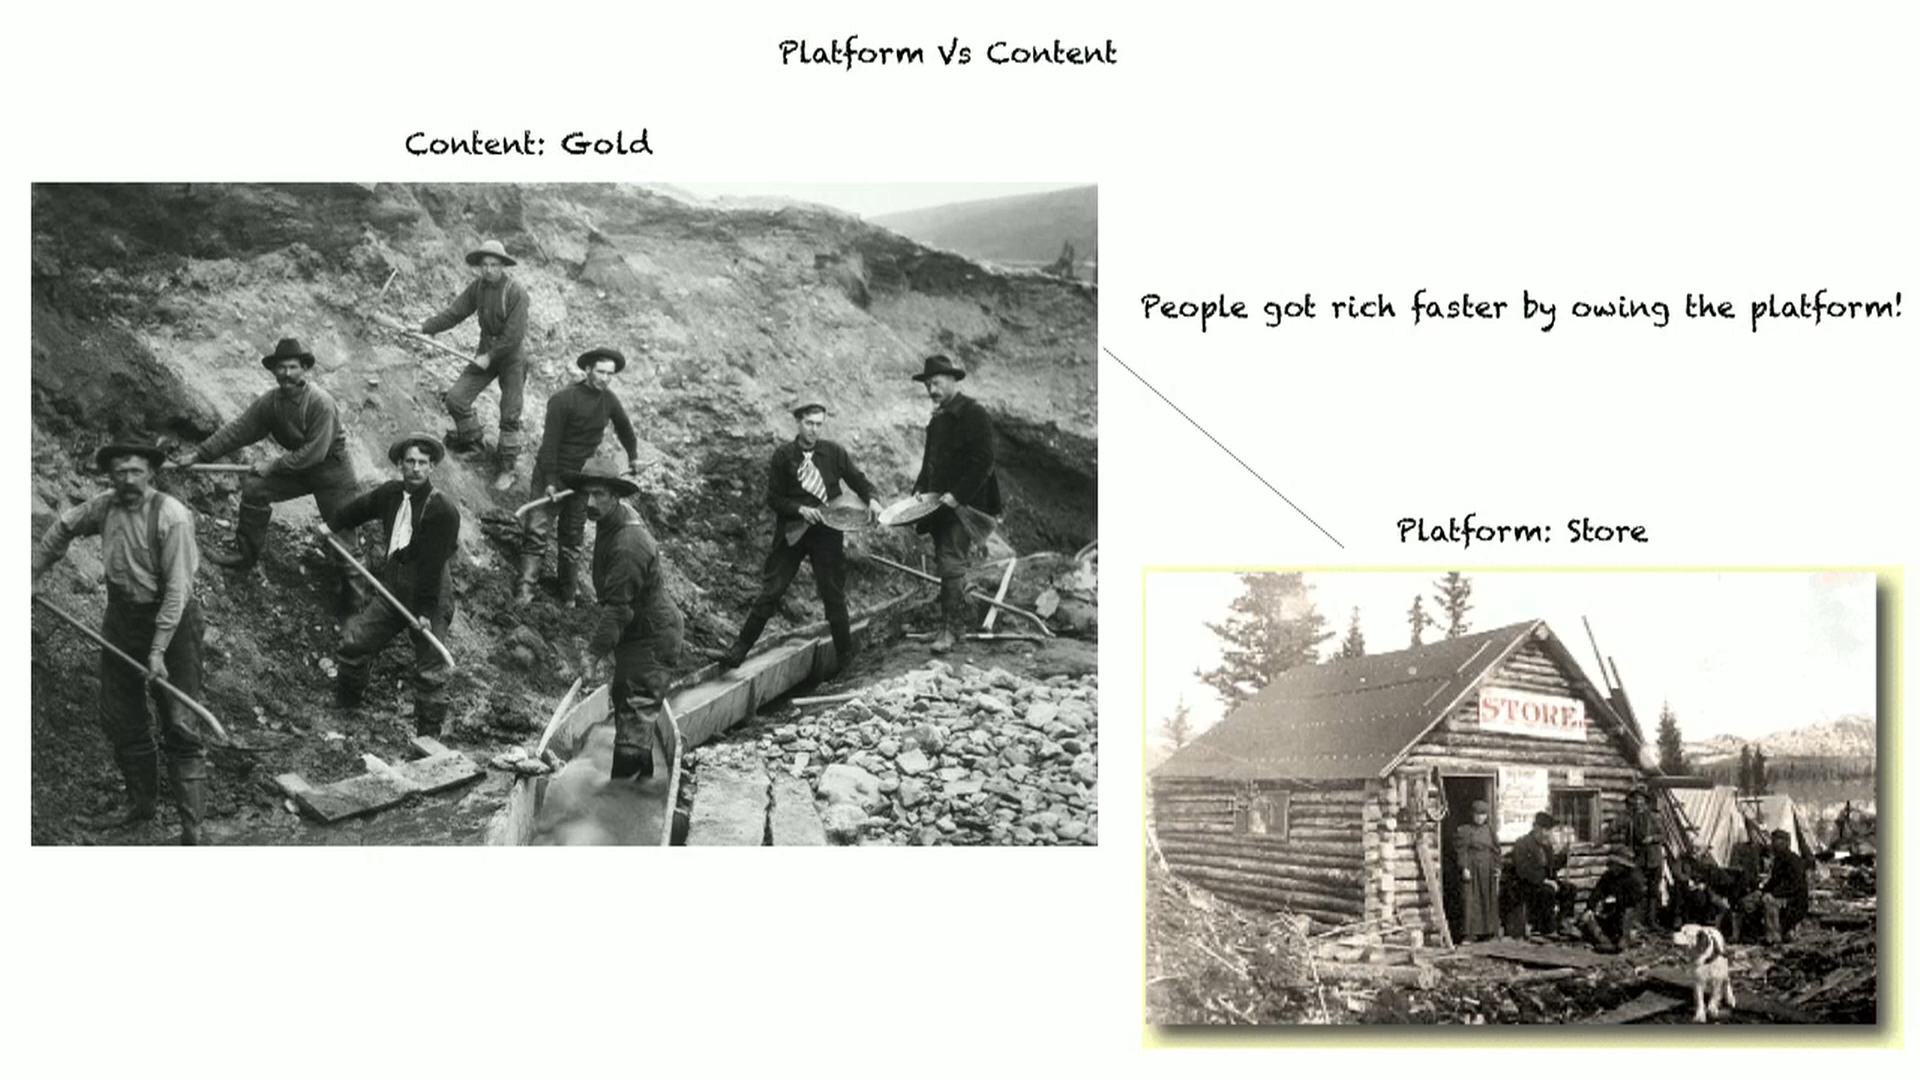 Platform Vs Content
Content: Gold
People got rich faster by owing the platform!
Platform: Store
STORE.